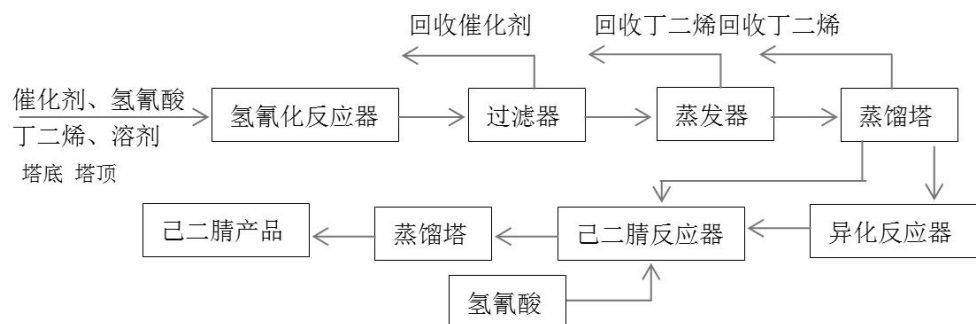 回收催化剂
回收丁二烯回收丁二烯
催化剂、氢氰酸
丁二烯、溶剂
塔底 塔顶
氢氰化反应器
过滤器
蒸发器
蒸馏塔
己二腈产品
蒸馏塔
己二腈反应器
异化反应器
氢氰酸